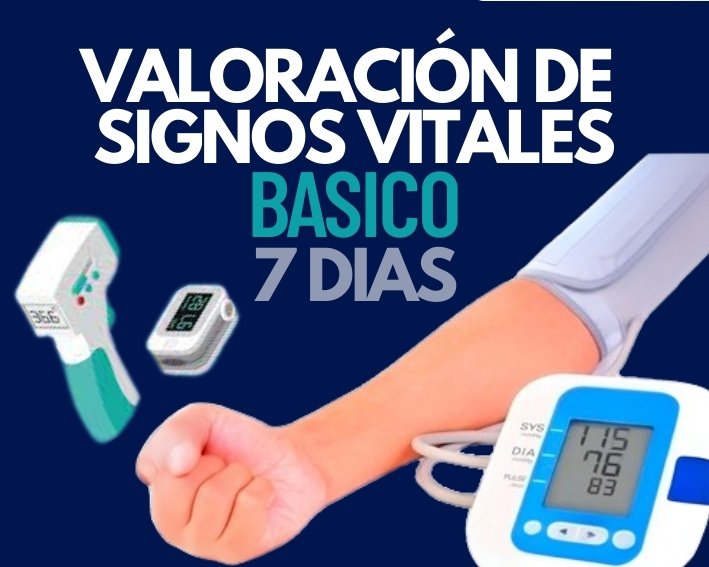 VALORACIÓN DE
SIGNOS VITALES
BASICO
7 DIAS
36.6
SYS
115
DIA
76
PULSE
83